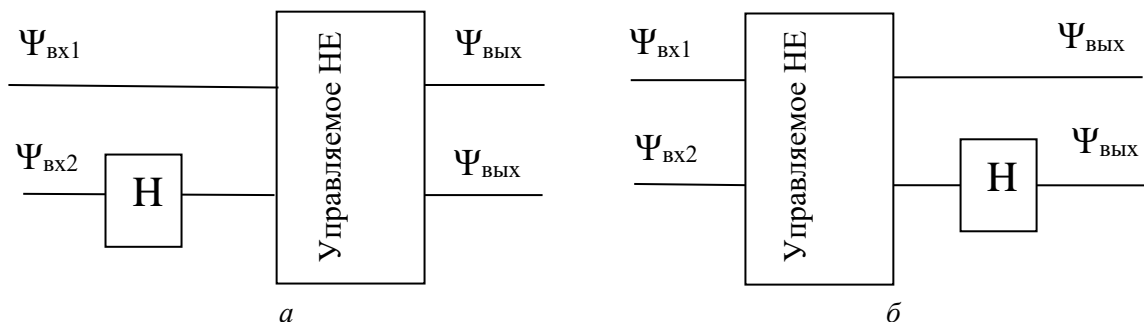 Ψвх1
Ψвх2
H
Управляемое НЕ
Ψвых
Ψвых
а
Ψвх1
Ψвх2
Управляемое НЕ
H
Ψвых
Ψвых
б